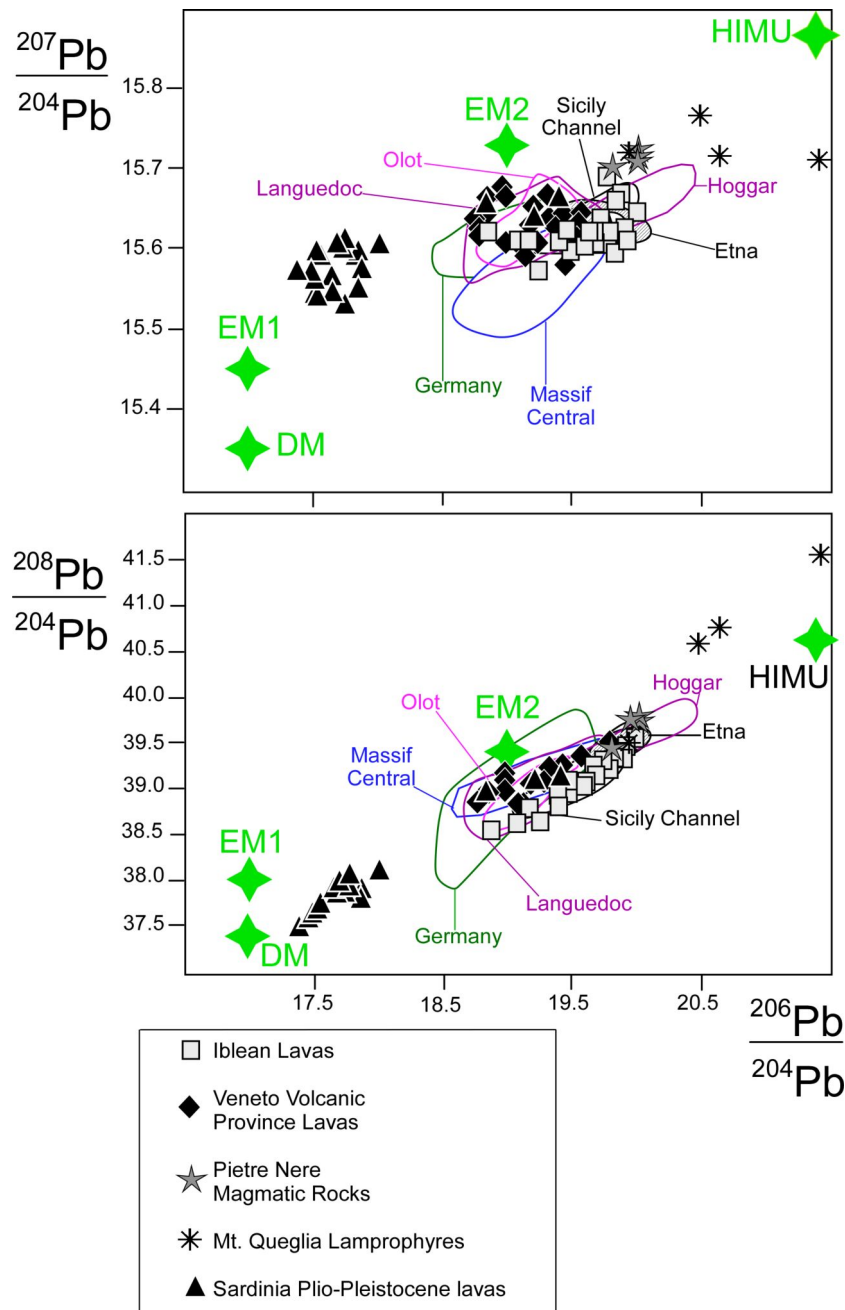 207Pb
204Pb
HIMU
15.8
15.7
15.6
15.5
15.4
EM2
Sicily
Channel
Olot
Languedoc
Hoggar
Etna
EM1
Germany
Massif
Central
DM
208Pb
204Pb
41.5
41.0
40.5
40.0
39.5
39.0
38.5
38.0
37.5
HIMU
Hoggar
Olot
EM2
Etna
Massif
Central
Sicily Channel
EM1
Languedoc
Germany
DM
17.5
18.5
19.5
20.5
206Pb
204Pb
Iblean Lavas
Veneto Volcanic
Province Lavas
Pietre Nere
Magmatic Rocks
Mt. Queglia Lamprophyres
Sardinia Plio-Pleistocene lavas